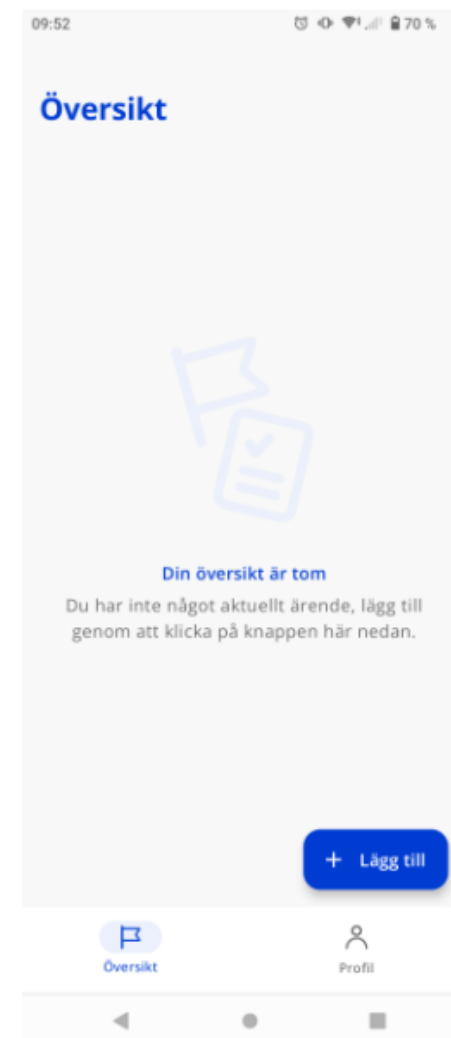 09:52
70 %
Översikt
Din översikt är tom
Du har inte något aktuellt ärende, lägg till
genom att klicka på knappen här nedan.
+ Lägg till
Översikt
Profil